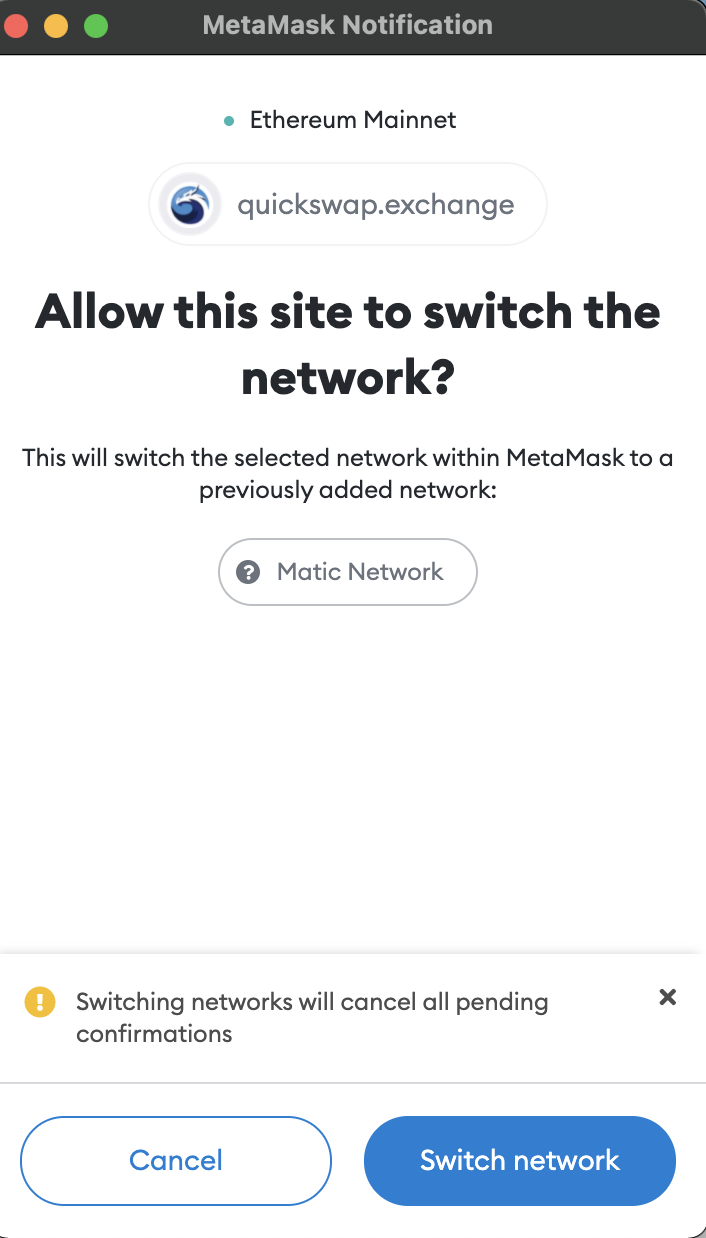 MetaMask Notification
Ethereum Mainnet
quickswap.exchange
Allow this site to switch the
network?
This will switch the selected network within MetaMask to a
previously added network:
Matic Network
Switching networks will cancel all pending
confirmations
Cancel
Switch network